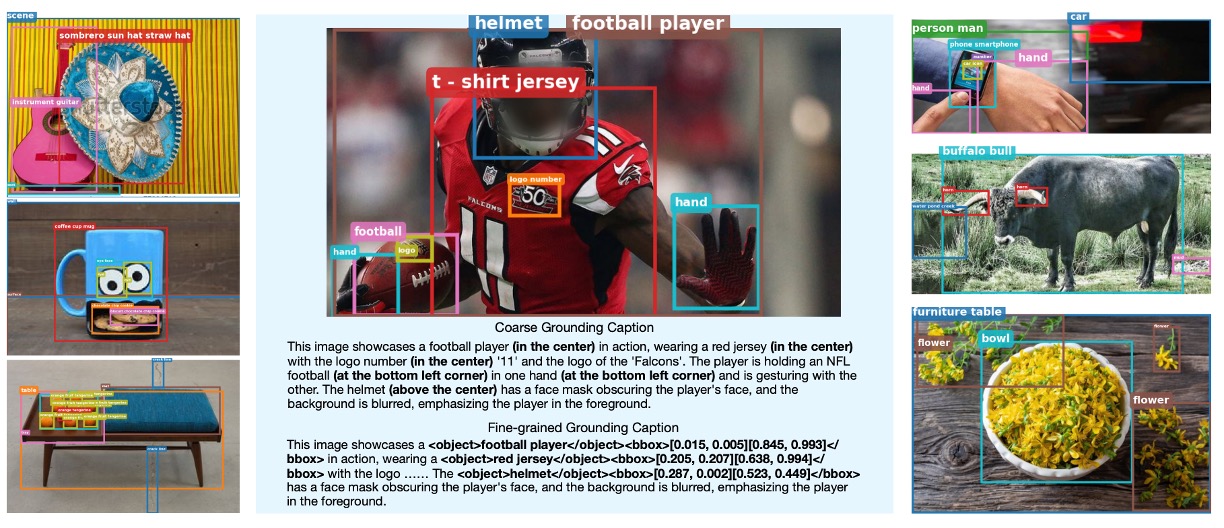 scene
sombrero sun hat straw hat
instrument guitar
coffee cup mug
eye face
table
helmet
football player
t - shirt jersey
logo number
50
FALCONS
11
football
hand
logo
hand
Coarse Grounding Caption
This image showcases a football player (in the center) in action, wearing a red jersey (in the center)
with the logo number (in the center) '11' and the logo of the 'Falcons'. The player is holding an NFL
football (at the bottom left corner) in one hand (at the bottom left corner) and is gesturing with the
other. The helmet (above the center) has a face mask obscuring the player's face, and the
background is blurred, emphasizing the player in the foreground.
Fine-grained Grounding Caption
This image showcases a <object>football player</object><bbox>[0.015, 0.005][0.845, 0.993]</
bbox> in action, wearing a <object>red jersey</object><bbox>[0.205, 0.207][0.638, 0.994]</
bbox> with the logo …… The <object>helmet</object><bbox>[0.287, 0.002][0.523, 0.449]</bbox>
has a face mask obscuring the player's face, and the background is blurred, emphasizing the player
in the foreground.
car
person man
phone smartphone
number
hand
hand
buffalo bull
horn
horn
water pond creek
furniture table
flower
bowl
flower
flower